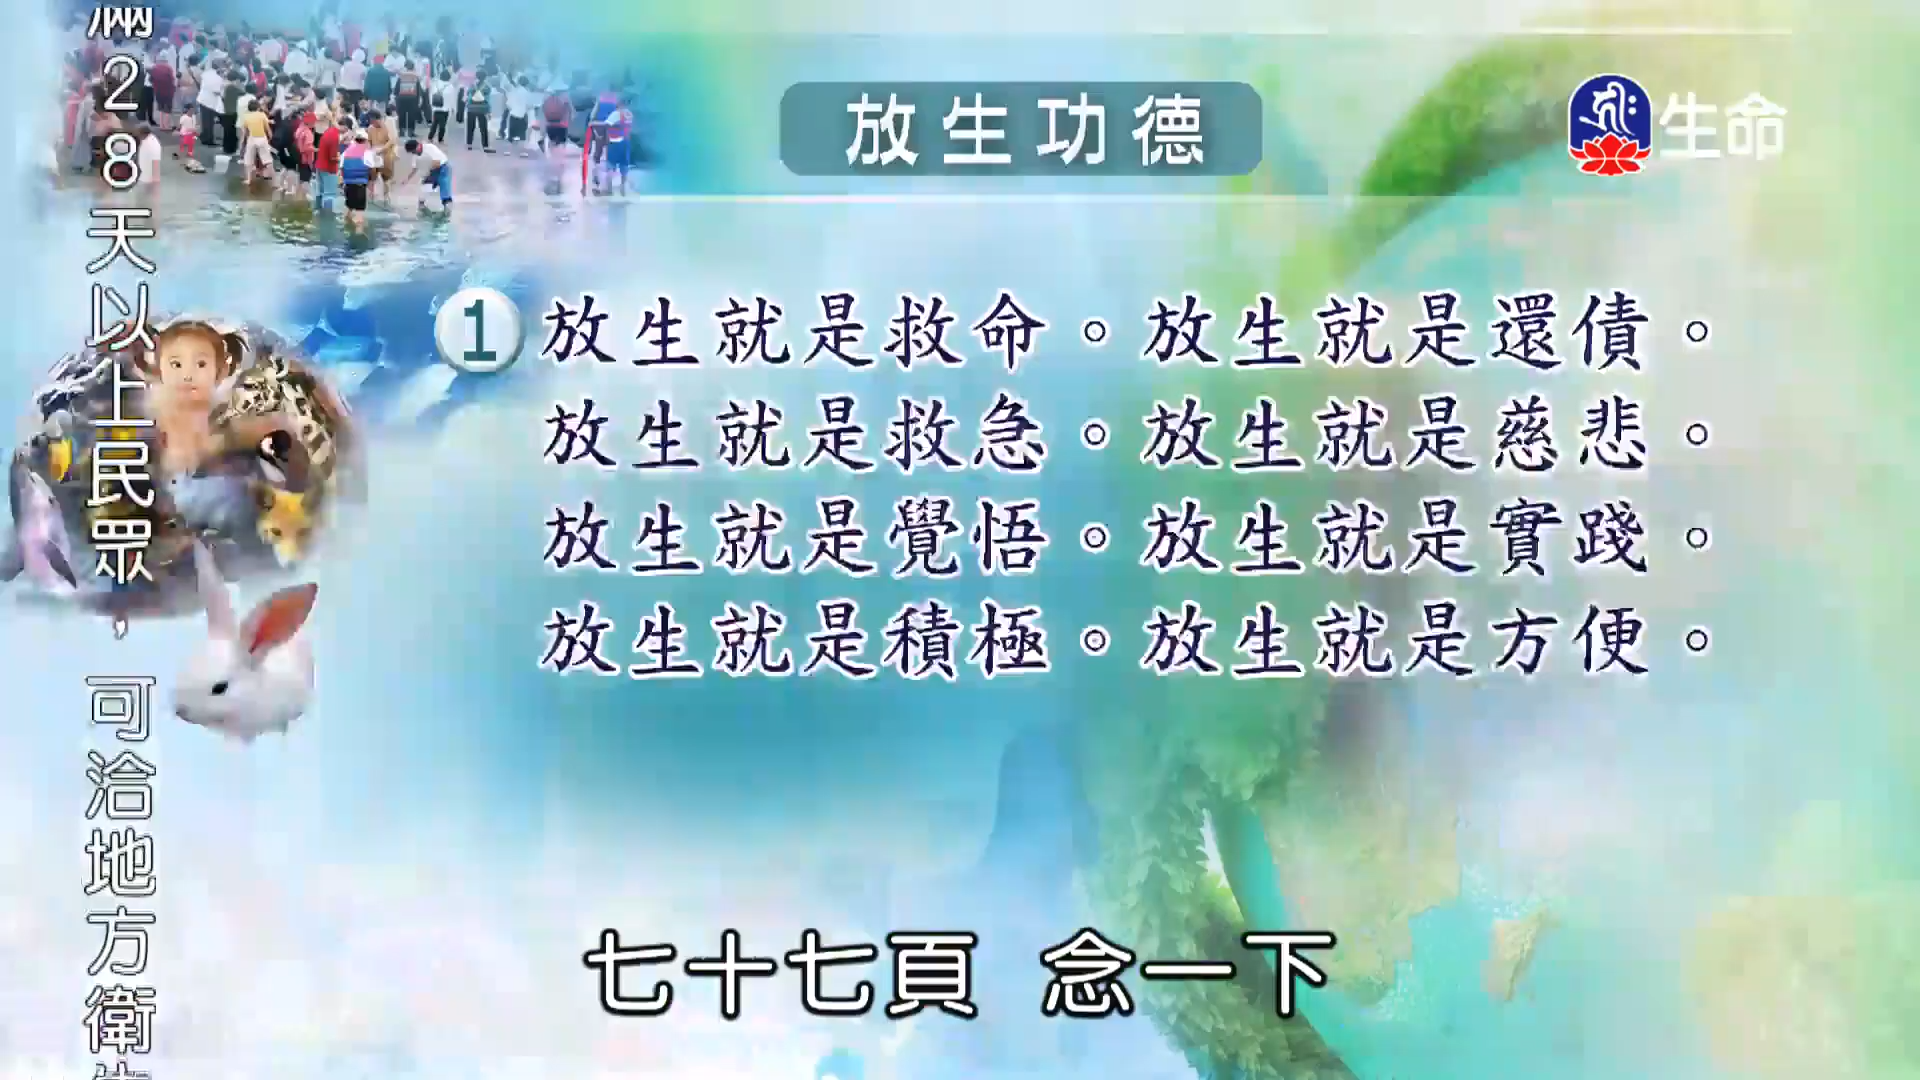 放生功德
生命
1 放生就是救命。放生就是還債。
放生就是救急。放生就是慈悲。
放生就是覺悟。放生就是實踐。
放生就是積極。放生就是方便。
七十七頁 念一下
滿28天以上民眾，可洽地方衛生